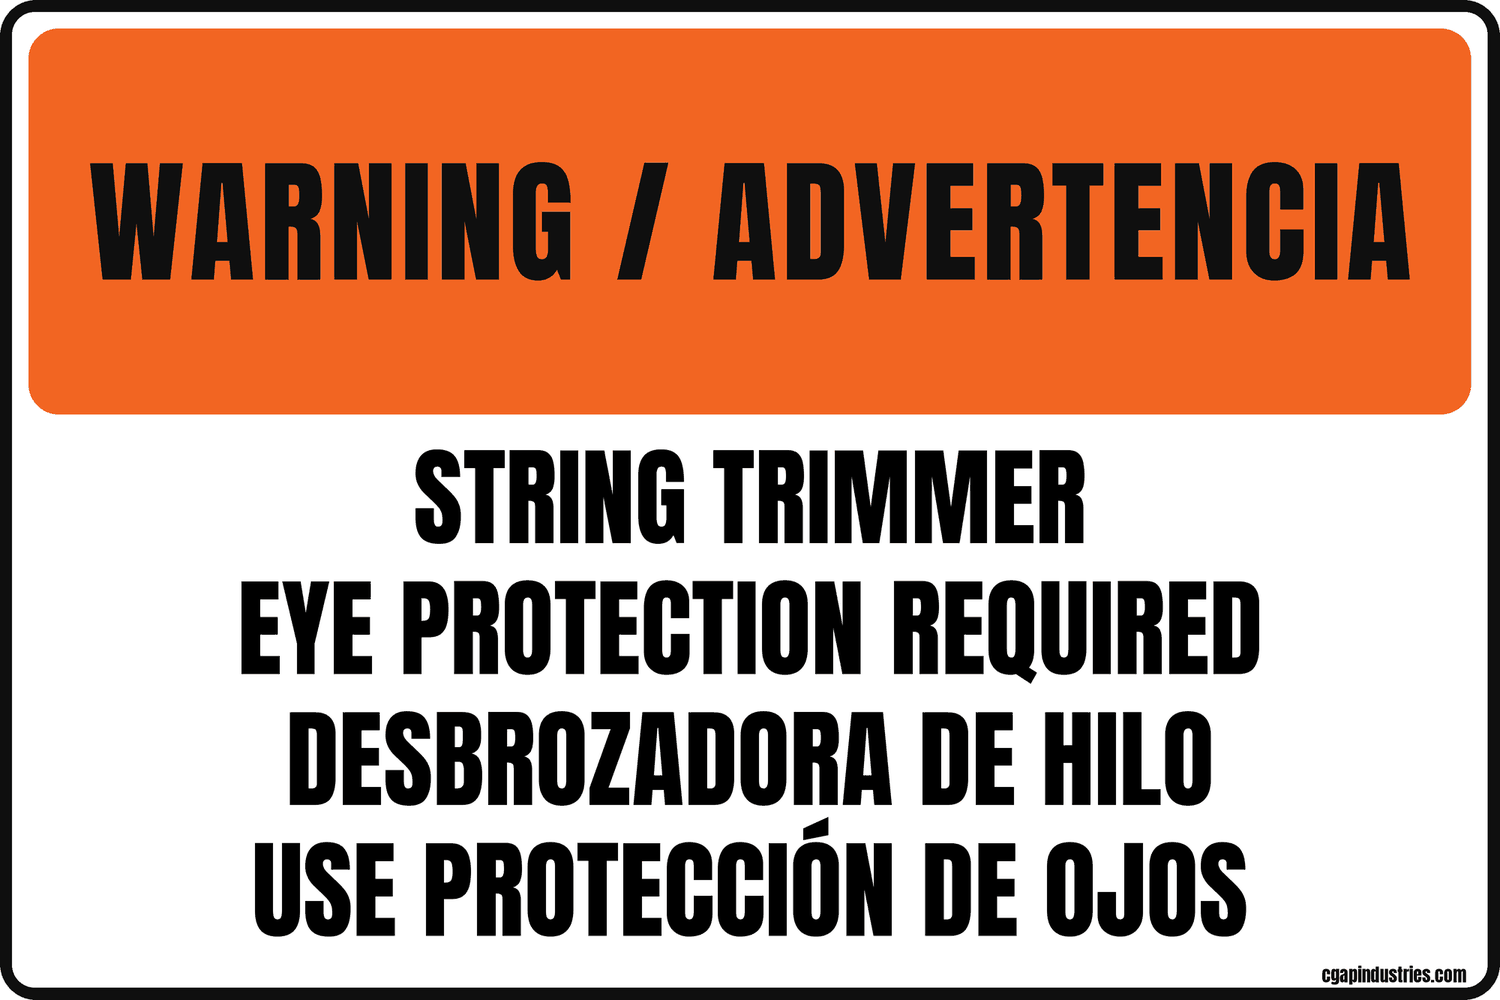 WARNING / ADVERTENCIA
STRING TRIMMER
EYE PROTECTION REQUIRED
DESBROZADORA DE HILO
USE PROTECCIÓN DE OJOS
cgapindustries.com